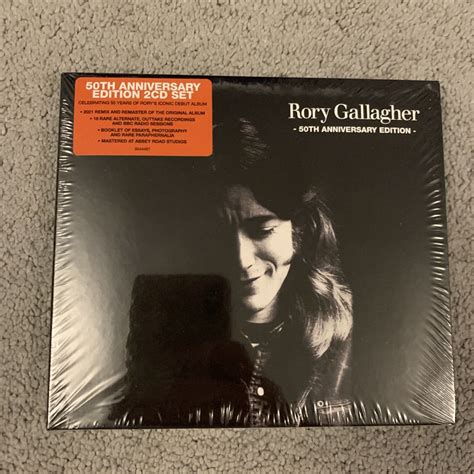 50TH ANNIVERSARY
EDITION 2CD SET
CELEBRATING 50 YEARS OF RORY'S ICONIC DEBUT ALBUM
• 2021 REMIX AND REMASTER OF THE ORIGINAL ALBUM
• 16 RARE ALTERNATE, OUTTAKE RECORDINGS
AND BBC RADIO SESSIONS
• BOOKLET OF ESSAYS, PHOTOGRAPHY
AND RARE PARAPHERNALIA
• MASTERED AT ABBEY ROAD STUDIOS
Rory Gallagher
- 50TH ANNIVERSARY EDITION -